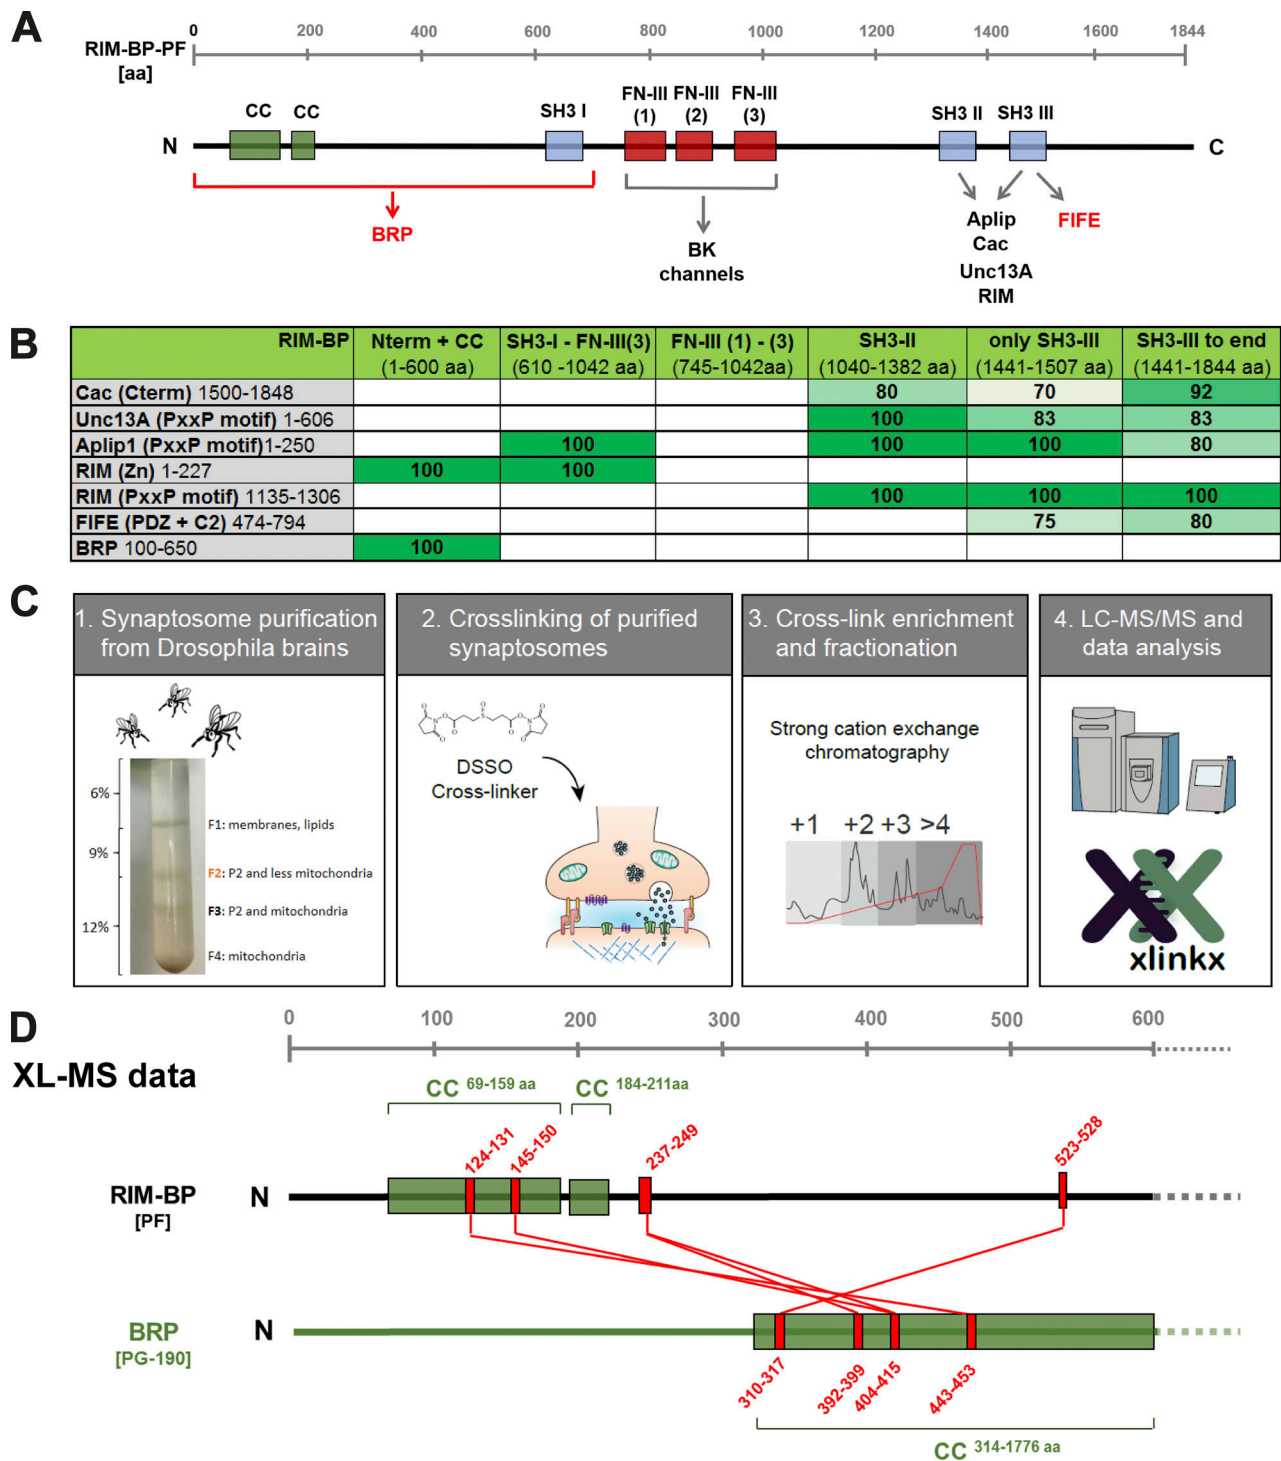 A
0 200 400 600 800 1000 1200 1400 1600 1844
RIM-BP-PF
[aa]
CC CC SH3 I FN-III (1) FN-III (2) FN-III (3) SH3 II SH3 III
N C
BRP
BK
channels
Aplip
Cac
Unc13A
RIM
FIFE
B
RIM-BP Nterm + CC SH3-I - FN-III(3) FN-III (1) - (3) SH3-II only SH3-III SH3-III to end
(1-600 aa) (610 -1042 aa) (745-1042aa) (1040-1382 aa) (1441-1507 aa) (1441-1844 aa)
Cac (Cterm) 1500-1848 80 70 92
Unc13A (PxxP motif) 1-606 100 83 83
Aplip1 (PxxP motif)1-250 100 100 100 80
RIM (Zn) 1-227 100 100
RIM (PxxP motif) 1135-1306 100 100 100
FIFE (PDZ + C2) 474-794 75 80
BRP 100-650 100
C
1. Synaptosome purification
from Drosophila brains
6%
9%
12%
F1: membranes, lipids
F2: P2 and less mitochondria
F3: P2 and mitochondria
F4: mitochondria
2. Crosslinking of purified
synaptosomes
O O O O O O O O O
N N
S
DSSO
Cross-linker
3. Cross-link enrichment
and fractionation
Strong cation exchange
chromatography
+1 +2 +3 >4
4. LC-MS/MS and
data analysis
xlinkx
D
0 100 200 300 400 500 600
XL-MS data
CC 69-159 aa CC 184-211aa
124-131 145-150 237-249 523-528
RIM-BP
[PF]
N
BRP
[PG-190]
N
310-317 392-399 404-415 443-453
CC 314-1776 aa